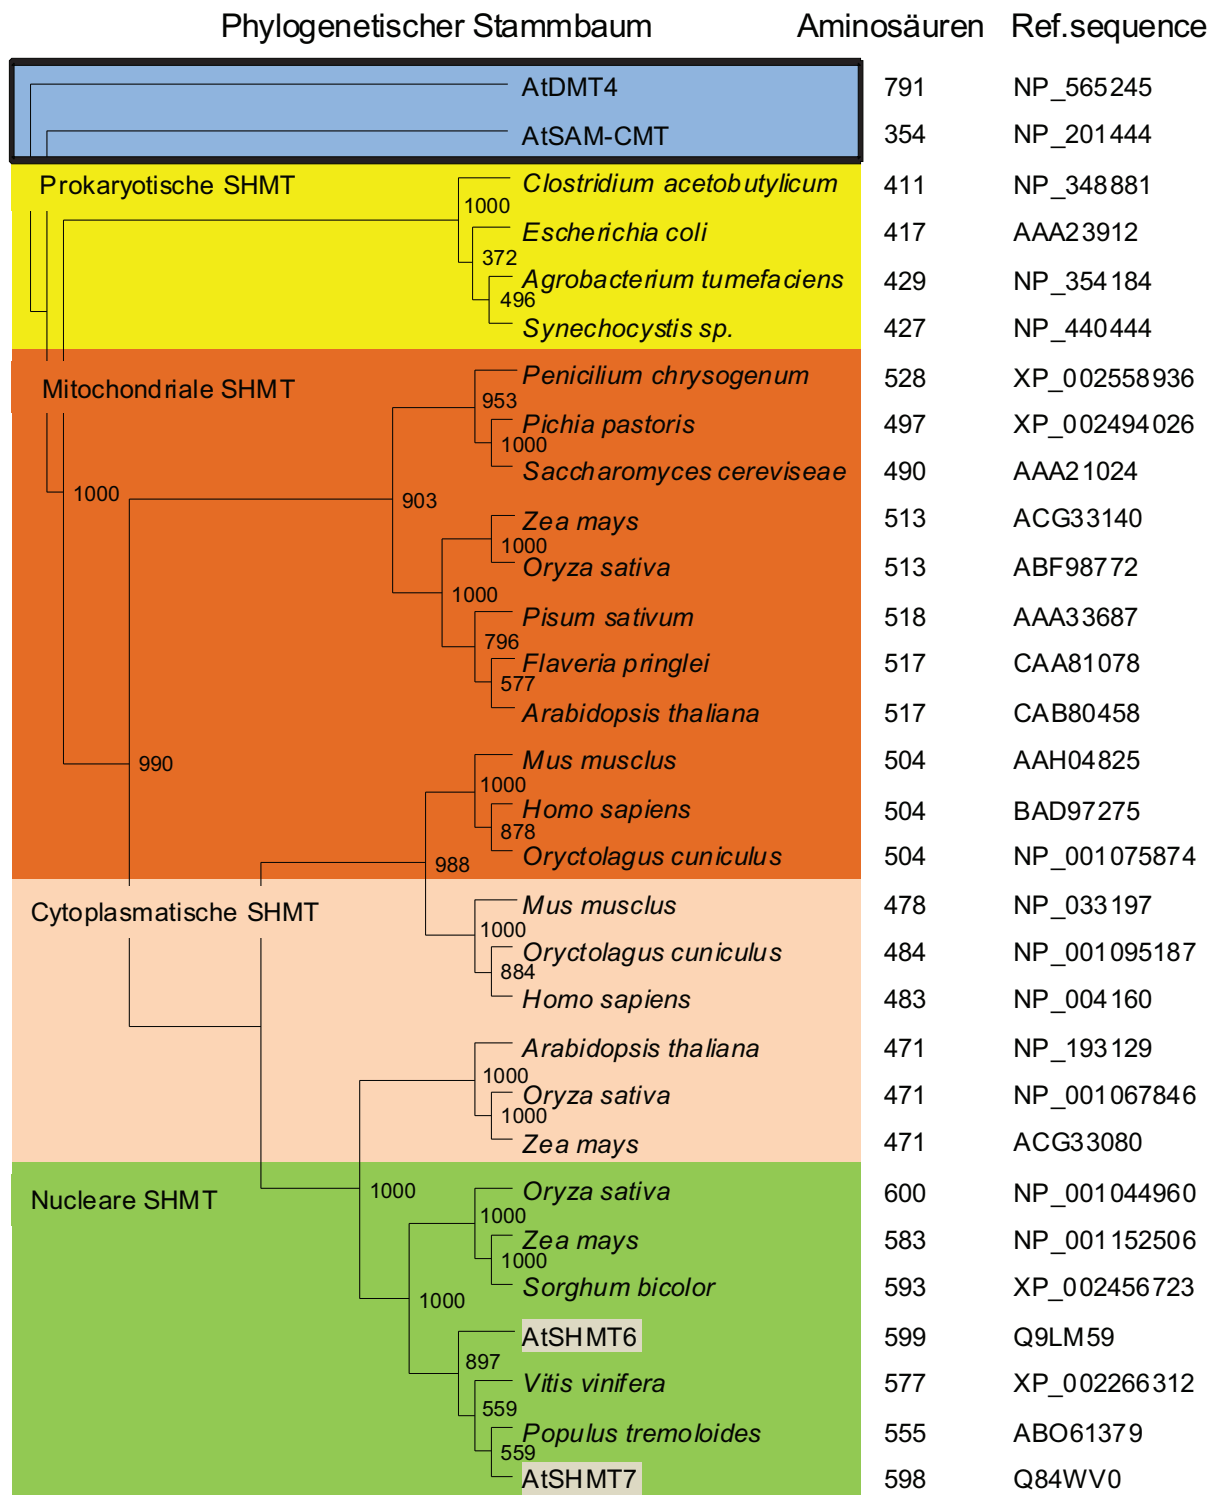 Phylogenetischer Stammbaum Aminosäuren Ref.sequence
AtDMT4 791 NP_565245
AtSAM-CMT 354 NP_201444
Prokaryotische SHMT
Clostridium acetobutylicum 411 NP_348881
1000
Escherichia coli 417 AAA23912
372
Agrobacterium tumefaciens 429 NP_354184
496
Synechocystis sp. 427 NP_440444
Mitochondriale SHMT
Penicilium chrysogenum 528 XP_002558936
953
Pichia pastoris 497 XP_002494026
1000
Saccharomyces cereviseae 490 AAA21024
1000
903
Zea mays 513 ACG33140
1000
Oryza sativa 513 ABF98772
1000
Pisum sativum 518 AAA33687
796
Flaveria pringlei 517 CAA81078
577
Arabidopsis thaliana 517 CAB80458
990
Mus musclus 504 AAH04825
1000
Homo sapiens 504 BAD97275
878
Oryctolagus cuniculus 504 NP_001075874
988
Cytoplasmatische SHMT
Mus musclus 478 NP_033197
1000
Oryctolagus cuniculus 484 NP_001095187
884
Homo sapiens 483 NP_004160
Arabidopsis thaliana 471 NP_193129
1000
Oryza sativa 471 NP_001067846
1000
Zea mays 471 ACG33080
Nucleare SHMT
1000
Oryza sativa 600 NP_001044960
1000
Zea mays 583 NP_001152506
1000
Sorghum bicolor 593 XP_002456723
1000
AtSHMT6 599 Q9LM59
897
Vitis vinifera 577 XP_002266312
559
Populus tremoloides 555 ABO61379
559
AtSHMT7 598 Q84WV0